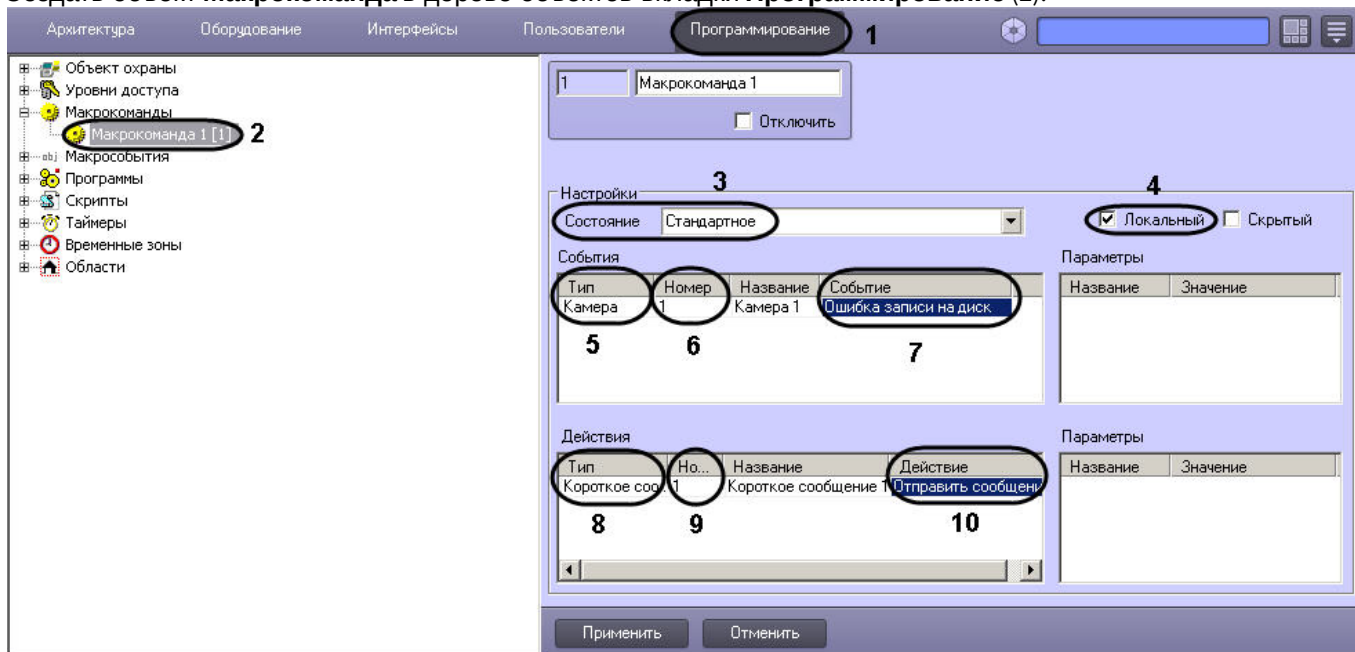 Создать объект Макрокоманда в дереве объектов вкладки Программирование (2).
Архитектура Оборудование Интерфейсы Пользователи Программирование 1
Объект охраны
Уровни доступа
Макрокоманды
Макрокоманда 1 [1] 2
obj Макрособытия
Программы
Скрипты
Таймеры
Временные зоны
Области
1 Макрокоманда 1
Отключить
Настройки 3 4
Состояние Стандартное Локальный Скрытый
События Параметры
Тип Номер Название Событие Название Значение
Камера 1 Камера 1 Ошибка записи на диск
5 6 7
Действия Параметры
Тип Но... Название Действие Название Значение
Короткое соо... 1 Короткое сообщение 1 Отправить сообщени
8 9 10
Применить Отменить